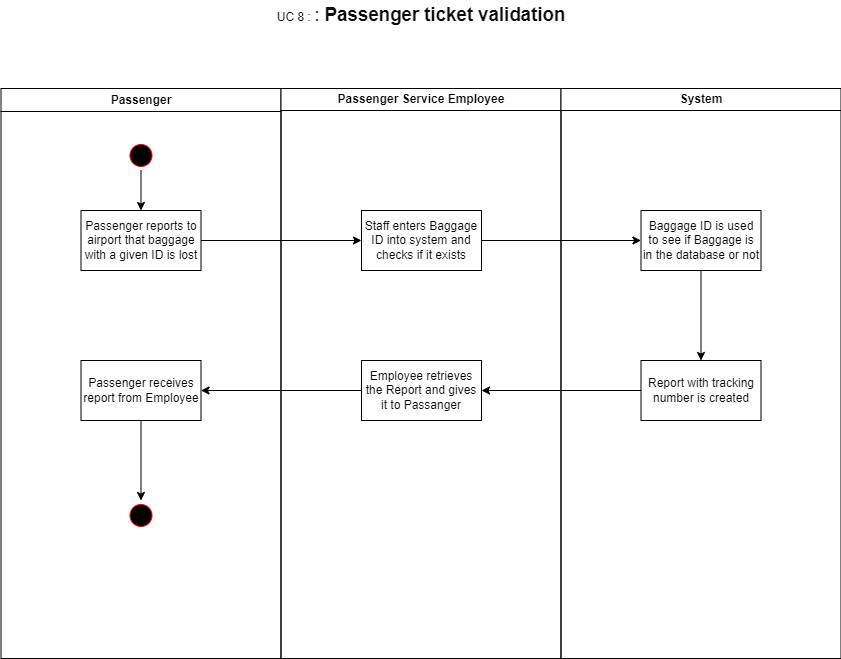 UC 8 : : Passenger ticket validation
Passenger
Passenger Service Employee
System
Passenger reports to
airport that baggage
with a given ID is lost
Staff enters Baggage
ID into system and
checks if it exists
Baggage ID is used
to see if Baggage is
in the database or not
Passenger receives
report from Employee
Employee retrieves
the Report and gives
it to Passanger
Report with tracking
number is created